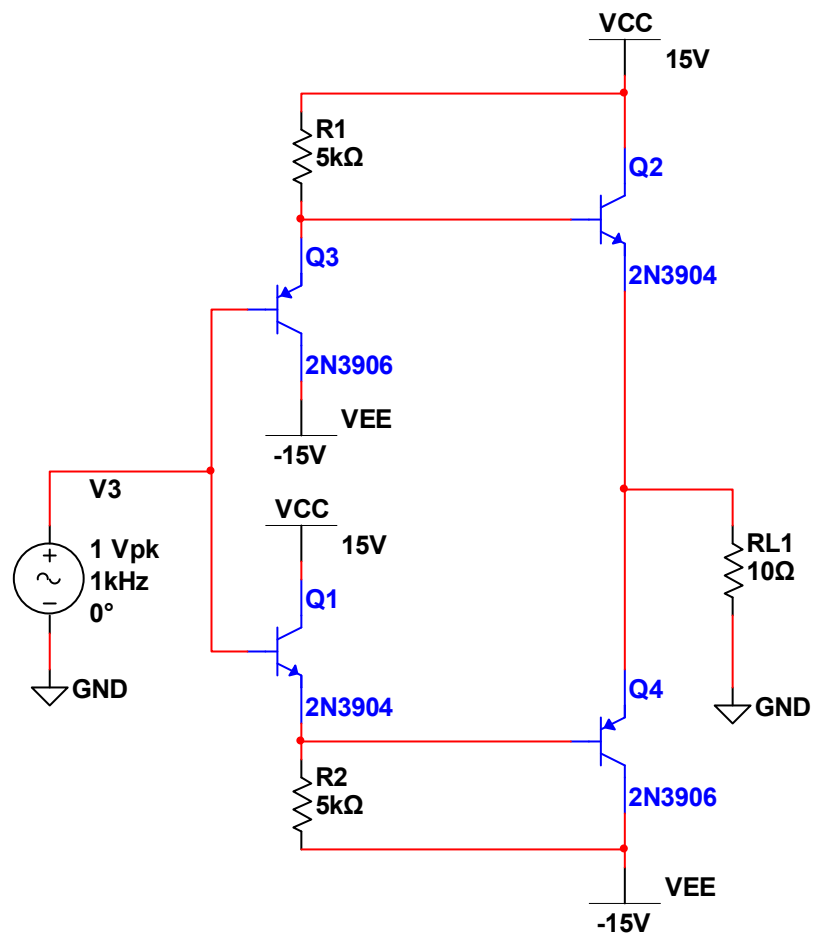 VCC
15V
R1
5kΩ
Q2
Q3
2N3904
2N3906
VEE
-15V
V3
VCC
15V
1 Vpk
1kHz
0°
RL1
10Ω
Q1
GND
Q4
2N3904
GND
R2
5kΩ
2N3906
VEE
-15V